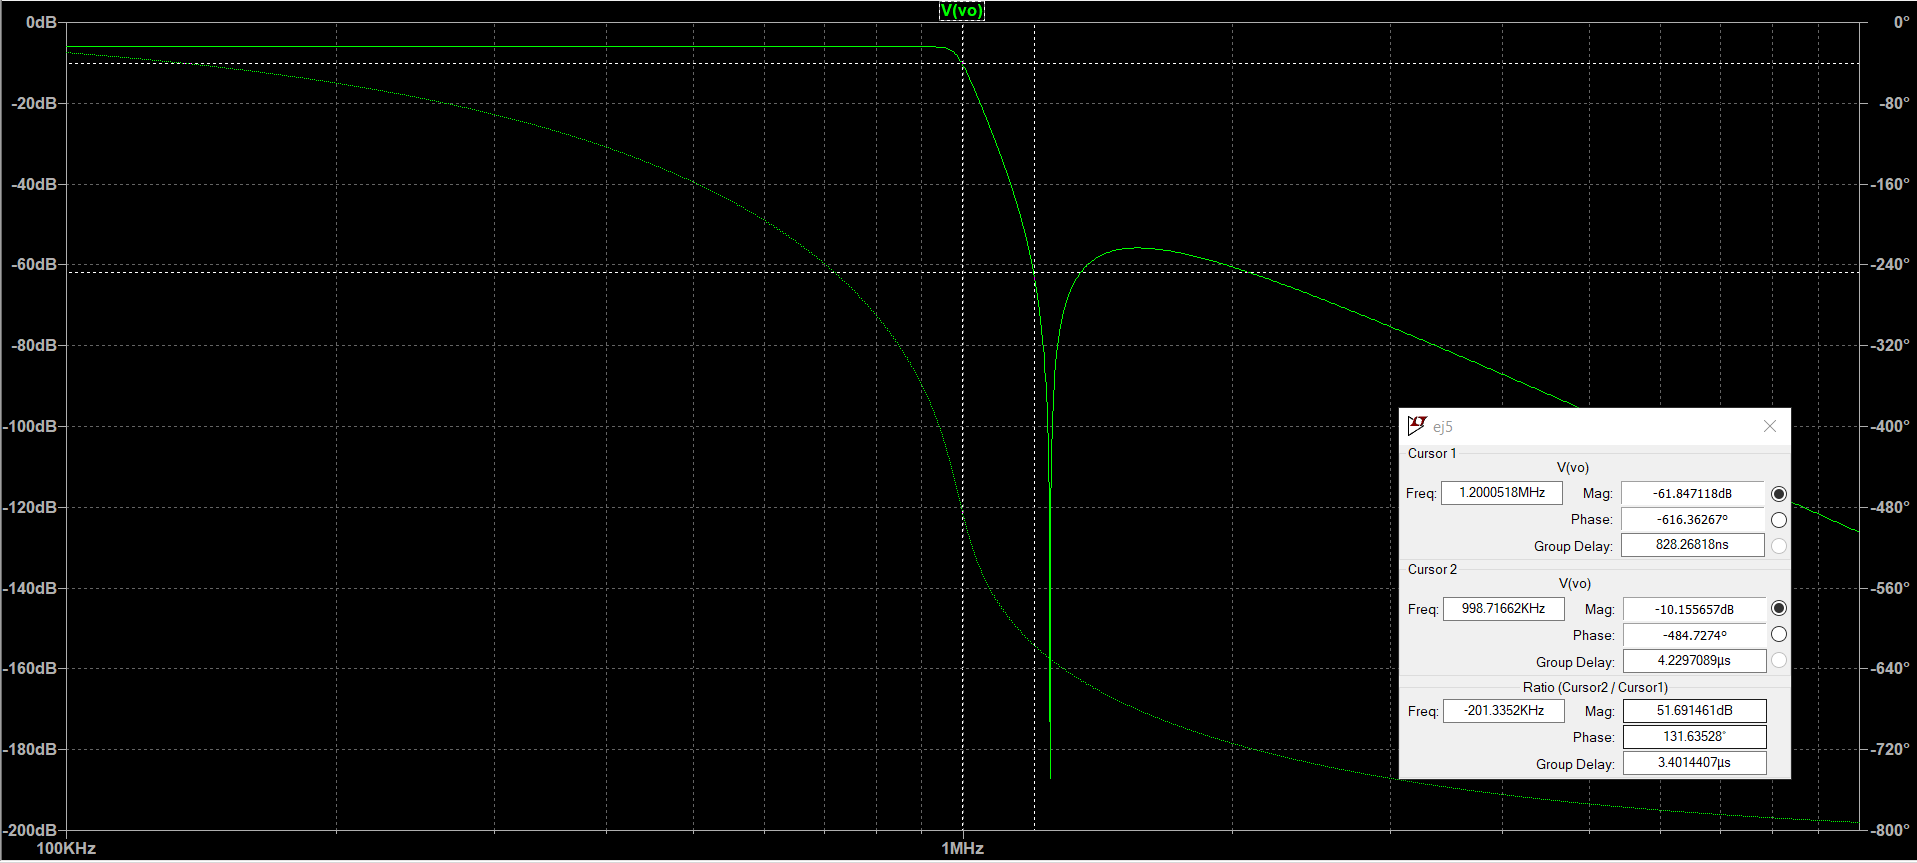 V(vo)
0dB 0°
-20dB -80°
-40dB -160°
-60dB -240°
-80dB -320°
-100dB -400°
-120dB -480°
-140dB -560°
-160dB -640°
-180dB -720°
-200dB -800°
100KHz 1MHz
ej5
Cursor 1
V(vo)
Freq: 1.2000518MHz Mag: -61.847118dB
Phase: -616.36267°
Group Delay: 828.26818ns
Cursor 2
V(vo)
Freq: 998.71662KHz Mag: -10.155657dB
Phase: -484.7274°
Group Delay: 4.2297089µs
Ratio (Cursor2 / Cursor1)
Freq: -201.3352KHz Mag: 51.691461dB
Phase: 131.63528°
Group Delay: 3.4014407µs